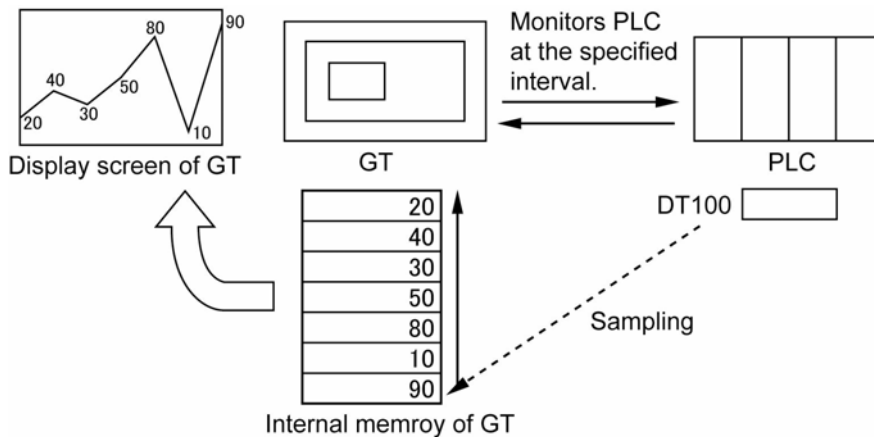 20
40
30
50
80
10
90
Display screen of GT
GT
Monitors PLC
at the specified
interval.
PLC
DT100
20
40
30
50
80
10
90
Sampling
Internal memroy of GT